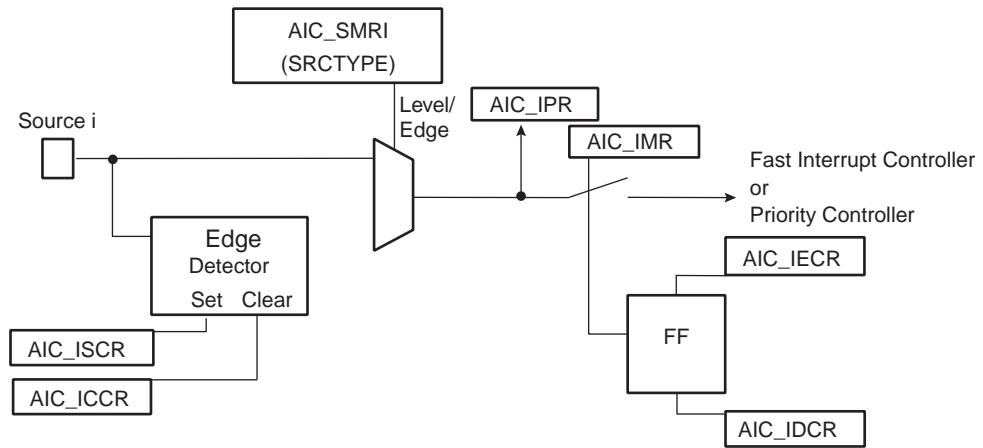 AIC_SMRI
(SRCTYPE)
Source i
Level/
Edge
AIC_IPR
AIC_IMR
Fast Interrupt Controller
or
Priority Controller
Edge
Detector
Set Clear
AIC_IECR
FF
AIC_ISCR
AIC_ICCR
AIC_IDCR